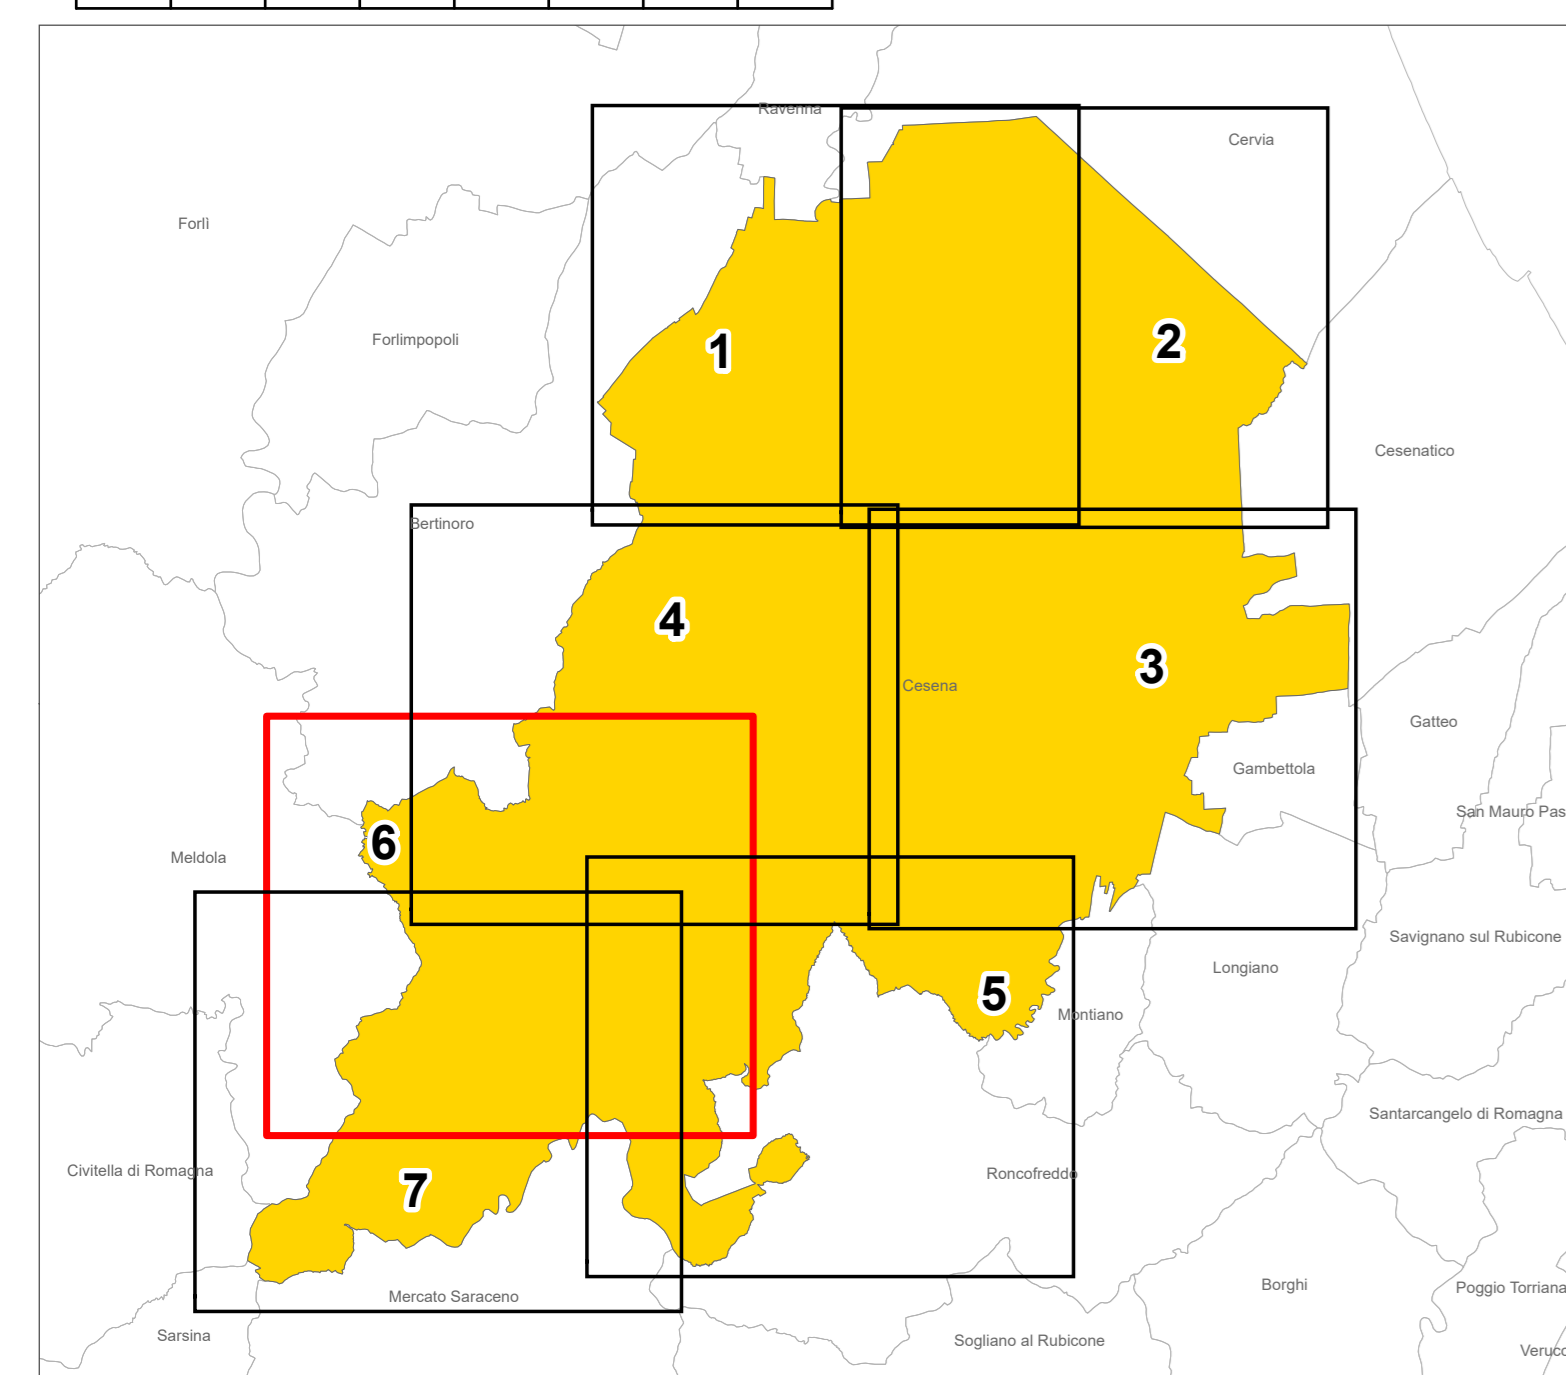 Ravenna
Cervia
Forlì
Forlimpopoli
1
2
Cesenatico
Bertinoro
4
3
Cesena
Gatteo
Gambettola
San Mauro Pas
6
Meldola
Savignano sul Rubicone
Longiano
5
Montiano
Santarcangelo di Romagna
Civitella di Romagna
Roncofreddo
7
Borghi
Poggio Torriana
Mercato Saraceno
Sarsina
Sogliano al Rubicone
Verucc